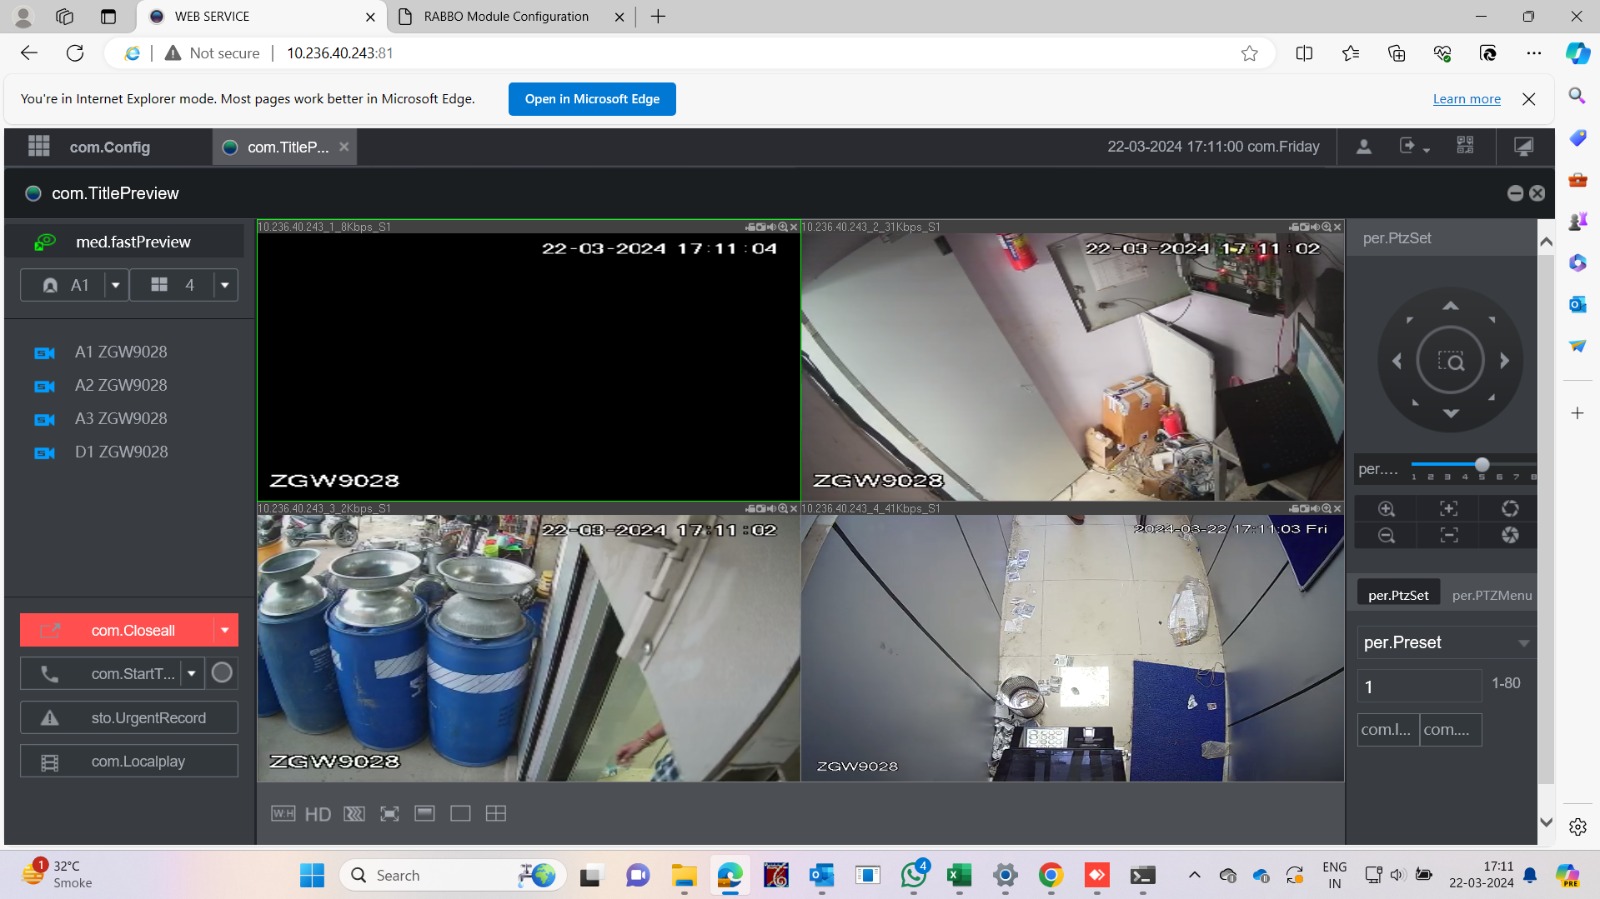 WEB SERVICE
RABBO Module Configuration
Not secure
10.236.40.243:81
You're in Internet Explorer mode. Most pages work better in Microsoft Edge.
Open in Microsoft Edge
Learn more
com.Config
com.TitleP...
22-03-2024 17:11:00 com.Friday
com.TitlePreview
med.fastPreview
A1
4
A1 ZGW9028
A2 ZGW9028
A3 ZGW9028
D1 ZGW9028
com.Closeall
com.StartT...
sto.UrgentRecord
com.Localplay
10.236.40.243_1_8Kbps_S1
22-03-2024 17:11:04
ZGW9028
10.236.40.243_2_31Kbps_S1
22-03-2024 17:11:02
ZGW9028
10.236.40.243_3_2Kbps_S1
22-03-2024 17:11:02
ZGW9028
10.236.40.243_4_41Kbps_S1
2024-03-22 17:11:03 Fri
ZGW9028
W:H
HD
per.PtzSet
per....
1 2 3 4 5 6 7 8
per.PtzSet
per.PTZMenu
per.Preset
1
1-80
com.I...
com....
1
32°C
Smoke
Search
4
ENG
IN
17:11
22-03-2024
PRE